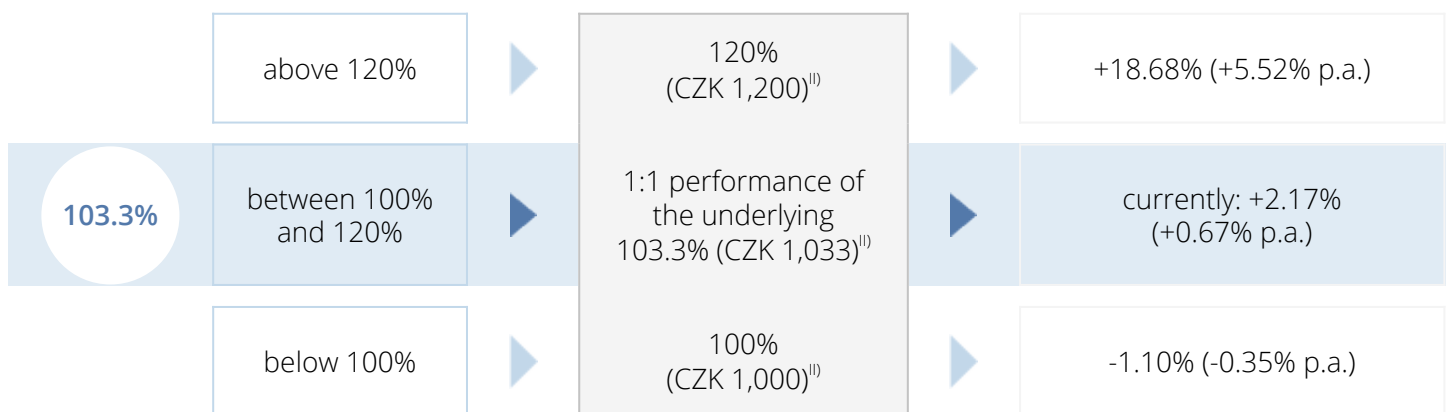 above 120%
120%
(CZK 1,200)II)
+18.68% (+5.52% p.a.)
103.3%
between 100%
and 120%
1:1 performance of
the underlying
103.3% (CZK 1,033)II)
currently: +2.17%
(+0.67% p.a.)
below 100%
100%
(CZK 1,000)II)
-1.10% (-0.35% p.a.)